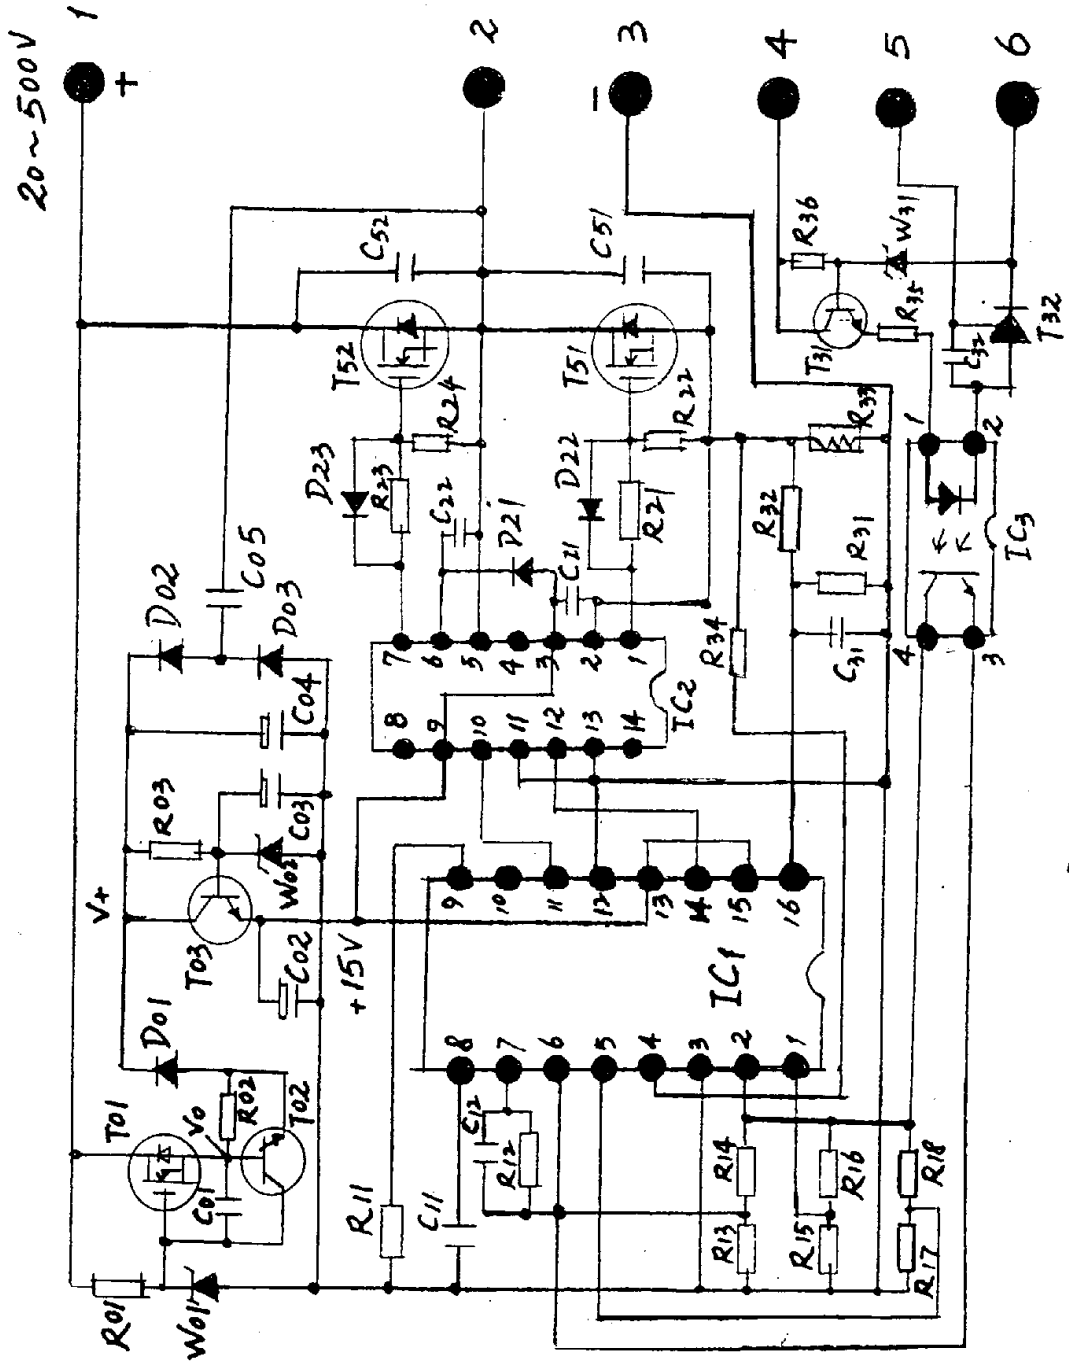 20~500V
1
+
2
3
−
4
5
6
C52
C51
R36
W31
T31
R35
C32
T32
T52
R24
T51
R22
R33
1
2
D23
R23
C22
D21
D22
R21
C21
R32
R31
IC3
D02
C05
D03
C04
7
6
5
4
3
2
1
R34
C31
4
3
8
9
10
11
12
13
14
IC2
R03
C03
W02
V+
T03
C02
+15V
9
10
11
12
13
14
15
16
IC1
D01
8
7
6
5
4
3
2
1
T01
V0
R02
T02
C01
C12
R12
R14
R16
R18
R11
C11
R13
R15
R17
R01
W01